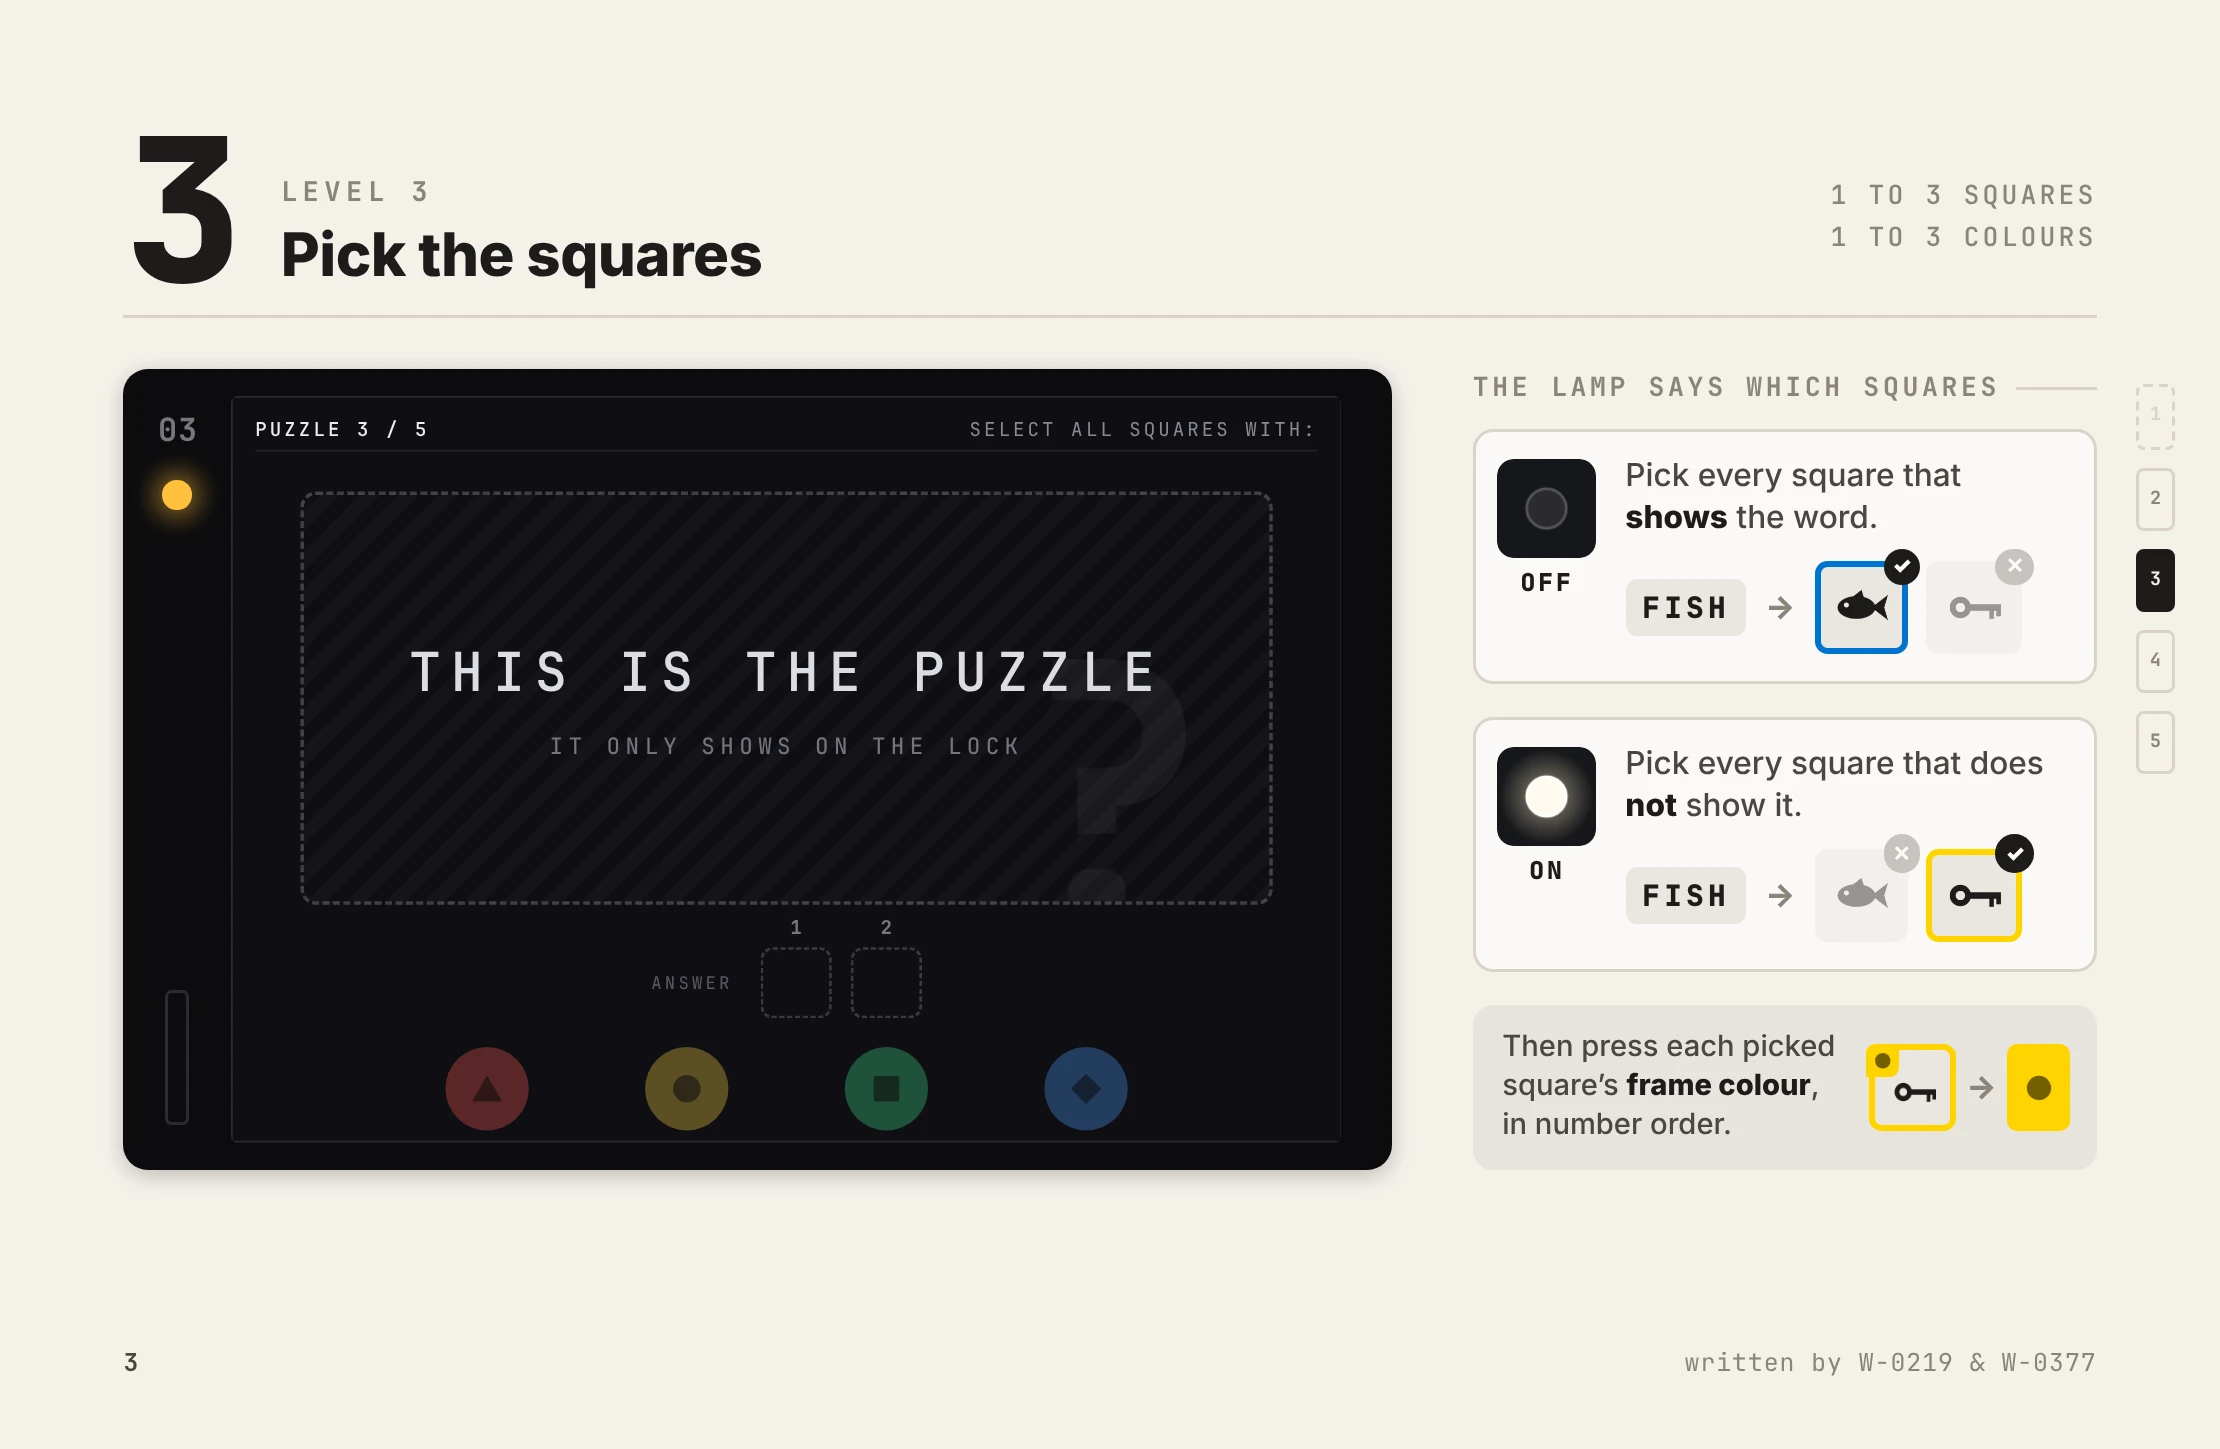 3
LEVEL 3
Pick the squares
1 TO 3 SQUARES
1 TO 3 COLOURS
03
PUZZLE 3 / 5
SELECT ALL SQUARES WITH:
THIS IS THE PUZZLE
IT ONLY SHOWS ON THE LOCK
?
1 2
ANSWER
THE LAMP SAYS WHICH SQUARES
OFF
Pick every square that
shows the word.
FISH
ON
Pick every square that does
not show it.
FISH
Then press each picked
square's frame colour,
in number order.
1
2
3
4
5
3
written by W-0219 & W-0377